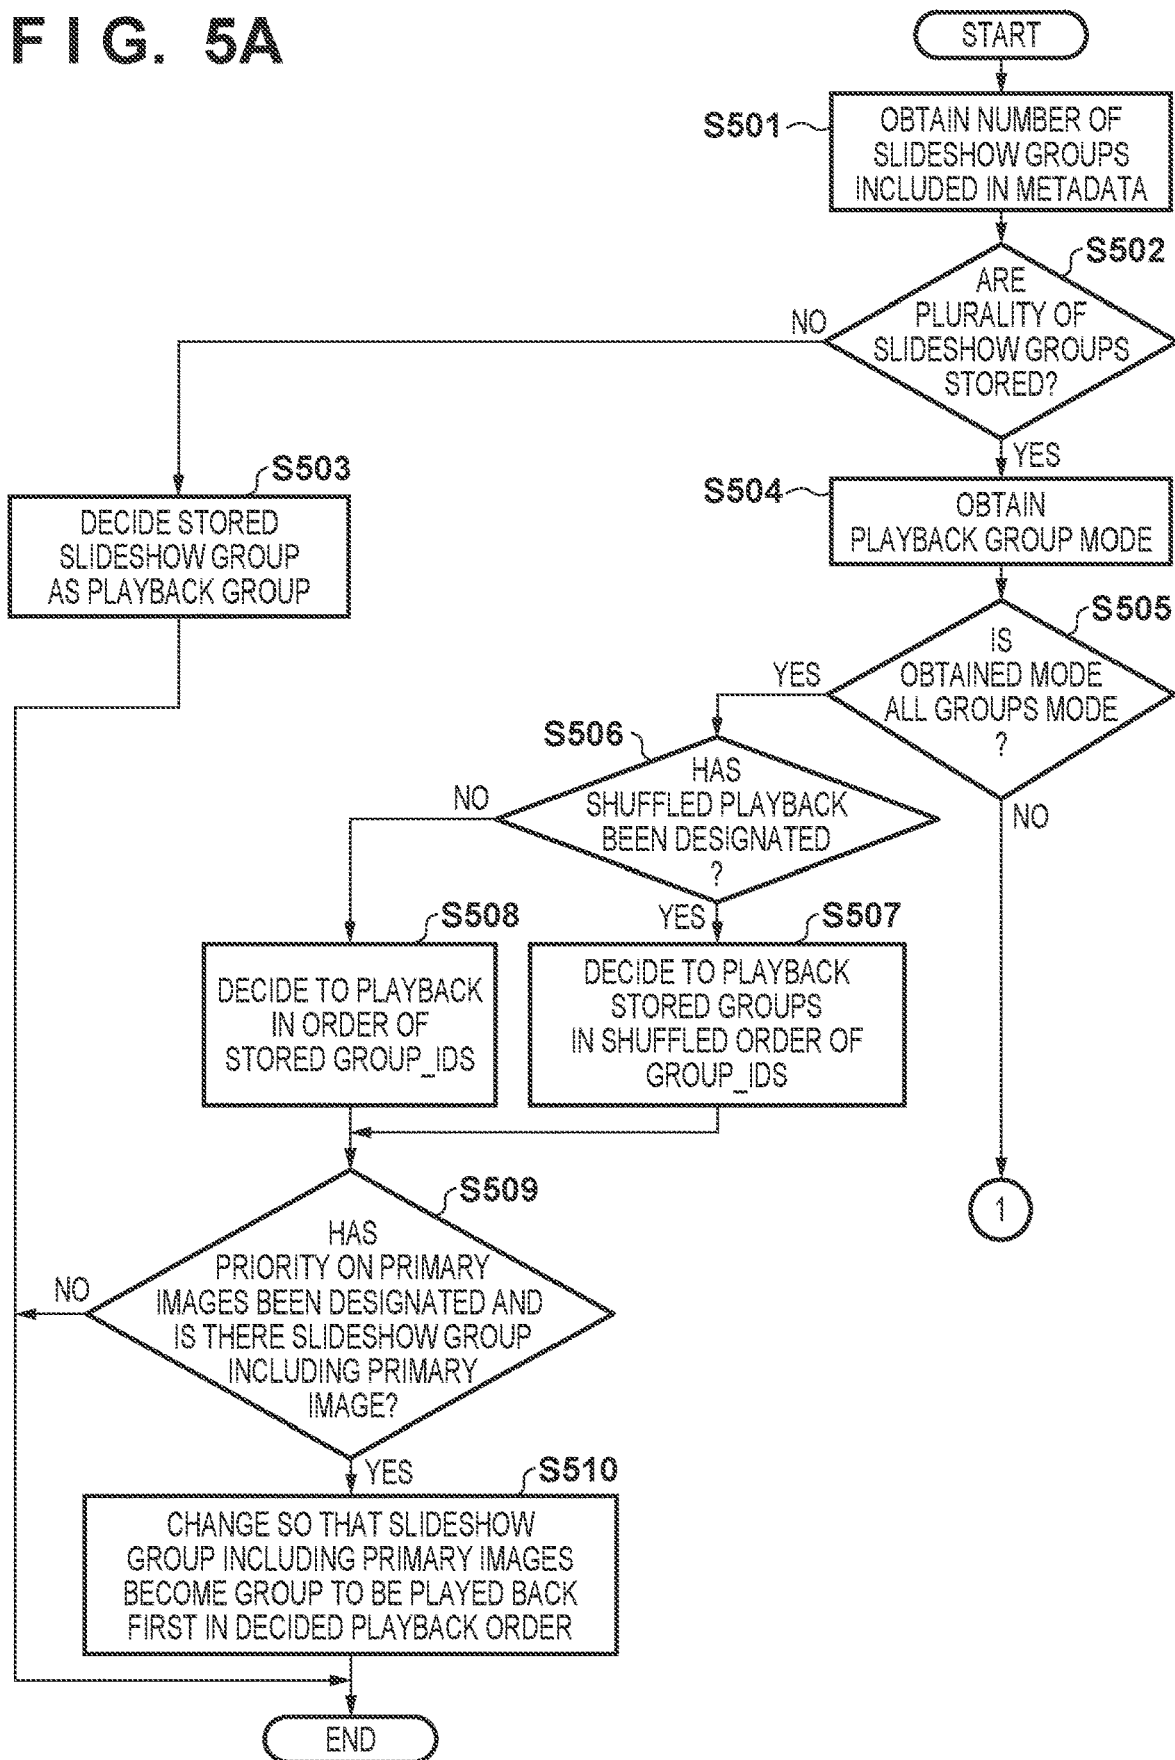 FIG. 5A
START
S501
OBTAIN NUMBER OF
SLIDESHOW GROUPS
INCLUDED IN METADATA
S502
ARE
PLURALITY OF
SLIDESHOW GROUPS
STORED?
NO
YES
S503
DECIDE STORED
SLIDESHOW GROUP
AS PLAYBACK GROUP
S504
OBTAIN
PLAYBACK GROUP MODE
S505
IS
OBTAINED MODE
ALL GROUPS MODE
?
YES
NO
S506
HAS
SHUFFLED PLAYBACK
BEEN DESIGNATED
?
NO
YES
S508
DECIDE TO PLAYBACK
IN ORDER OF
STORED GROUP_IDS
S507
DECIDE TO PLAYBACK
STORED GROUPS
IN SHUFFLED ORDER OF
GROUP_IDS
1
S509
HAS
PRIORITY ON PRIMARY
IMAGES BEEN DESIGNATED AND
IS THERE SLIDESHOW GROUP
INCLUDING PRIMARY
IMAGE?
NO
YES
S510
CHANGE SO THAT SLIDESHOW
GROUP INCLUDING PRIMARY IMAGES
BECOME GROUP TO BE PLAYED BACK
FIRST IN DECIDED PLAYBACK ORDER
END